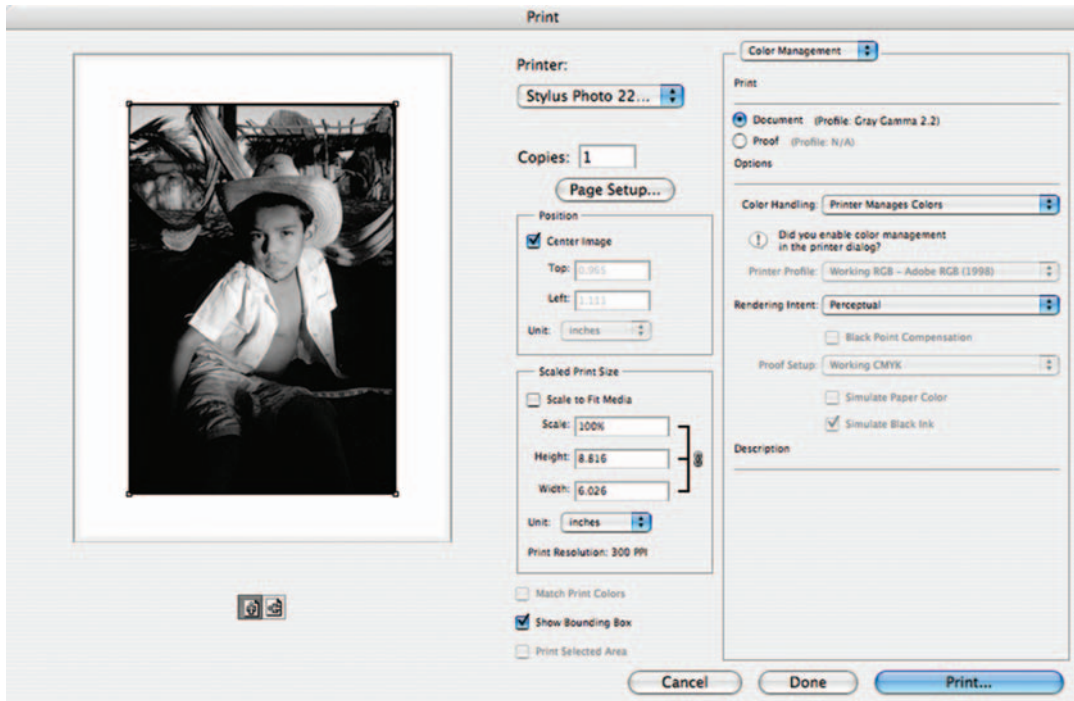 Print
Printer:
Stylus Photo 22...
Copies: 1
Page Setup...
Position
Center Image
Top: 0.965
Left: 1.111
Unit: inches
Scaled Print Size
Scale to Fit Media
Scale: 100%
Height: 8.816
Width: 6.026
Unit: inches
Print Resolution: 300 PPI
Match Print Colors
Show Bounding Box
Print Selected Area
Color Management
Print
Document (Profile: Gray Gamma 2.2)
Proof (Profile: N/A)
Options
Color Handling: Printer Manages Colors
! Did you enable color management
in the printer dialog?
Printer Profile: Working RGB - Adobe RGB (1998)
Rendering Intent: Perceptual
Black Point Compensation
Proof Setup: Working CMYK
Simulate Paper Color
Simulate Black Ink
Description
Cancel
Done
Print...